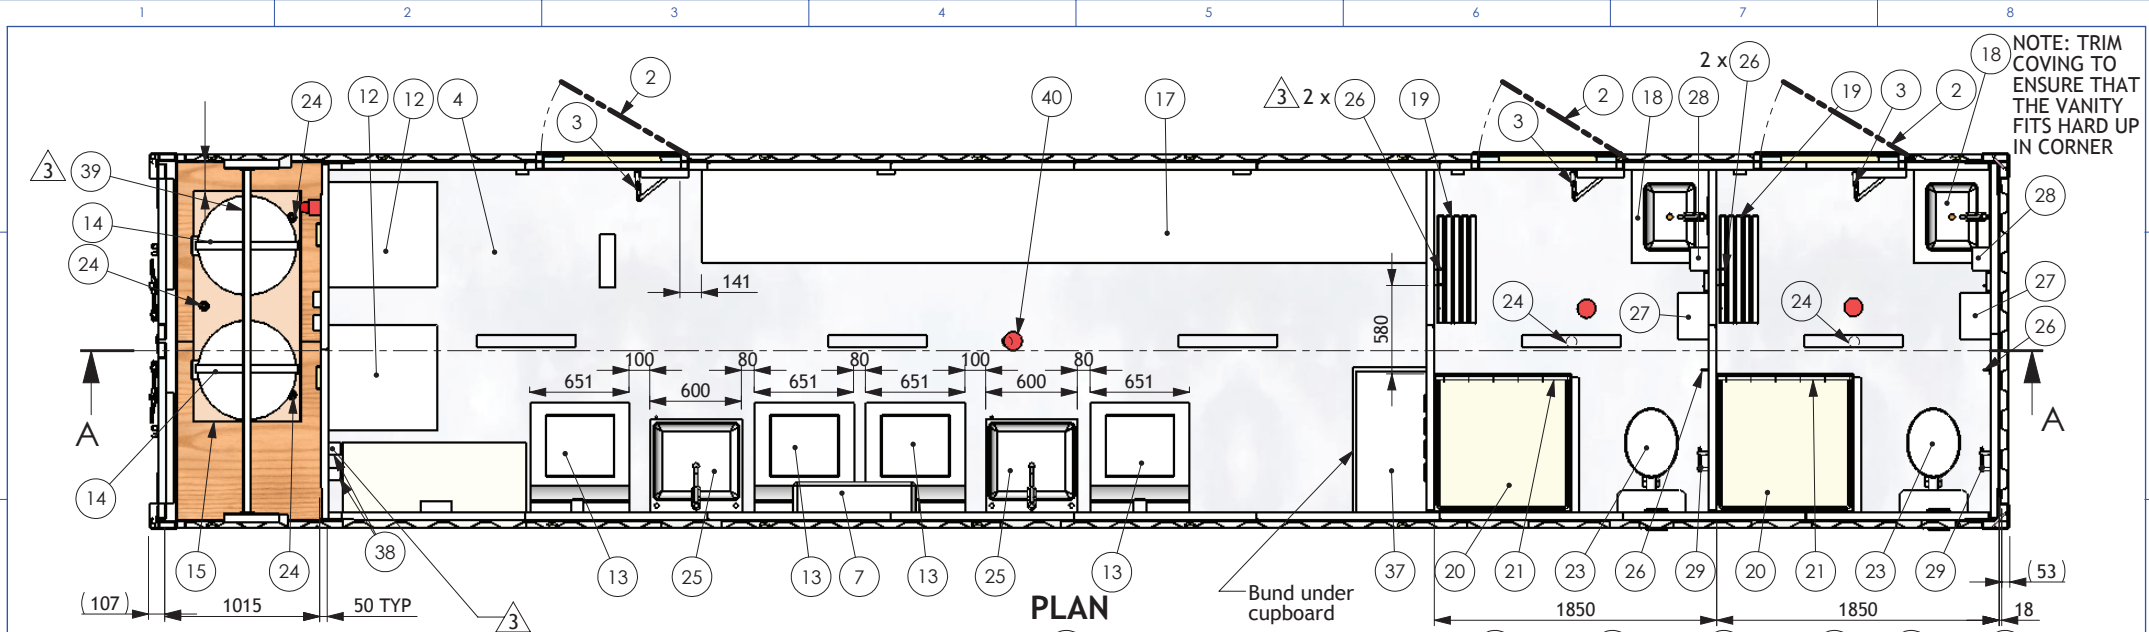 1 2 3 4 5 6 7 8
NOTE: TRIM
COVING TO
ENSURE THAT
THE VANITY
FITS HARD UP
IN CORNER
18
2 x 26
2
24 12 12 4
3
40
17
3 2 x 26
19
3
2
18
28
19
3
2
3 39
14
24
28
141
24
27
24
27
26
580
100 80 80 100 80
651 600 651 651 600 651
A
A
14
15
24
38
13
25
13
7
13
25
13
37
20
21
23
26
29
20
21
23
29
(53)
(107)
1015
50 TYP
3
PLAN
Bund under
cupboard
1850
1850
18